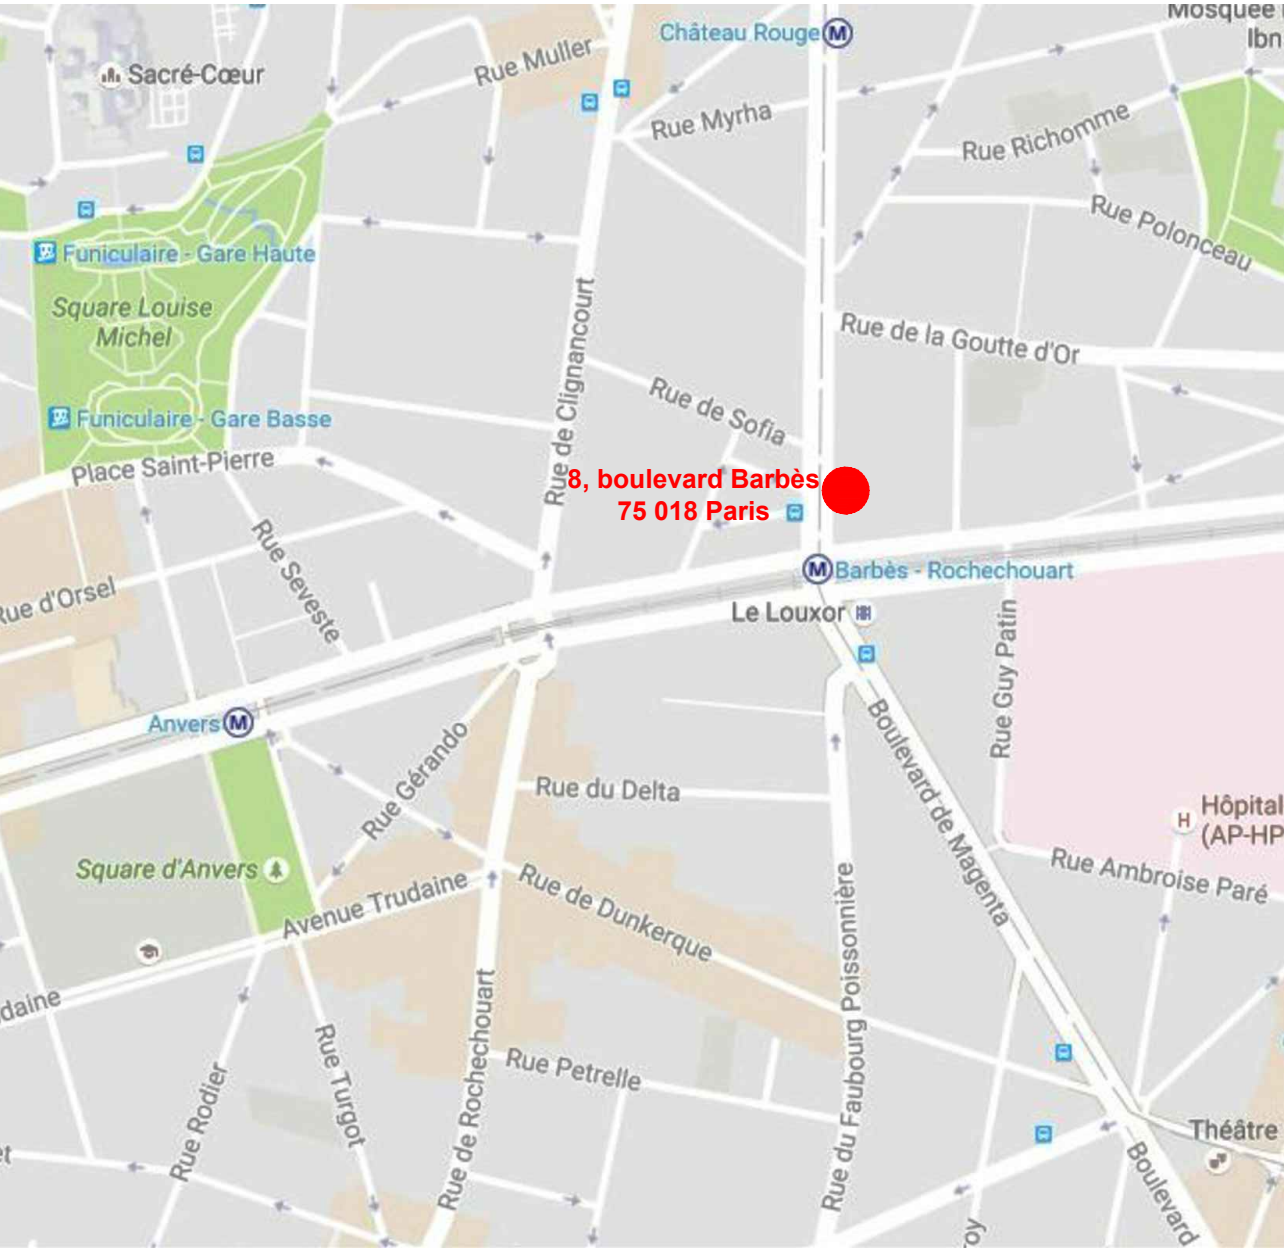 Mosquée
Ibn
Château Rouge M
Sacré-Cœur
Rue Muller
Rue Myrha
Rue Richomme
Rue Polonceau
Funiculaire - Gare Haute
Square Louise
Michel
Rue de Clignancourt
Rue de la Goutte d'Or
Rue de Sofia
Funiculaire - Gare Basse
Place Saint-Pierre
8, boulevard Barbès
75 018 Paris
Rue Seveste
Rue d'Orsel
M Barbès - Rochechouart
Le Louxor
Rue Guy Patin
Anvers M
Rue Gérando
Boulevard de Magenta
Rue du Delta
H Hôpital
(AP-HP
Square d'Anvers
Avenue Trudaine
Rue de Dunkerque
Rue Ambroise Paré
Rue du Faubourg Poissonnière
daine
Rue de Rochechouart
Rue Turgot
Rue Rodier
Rue Petrelle
Théâtre
Boulevard
et
oy